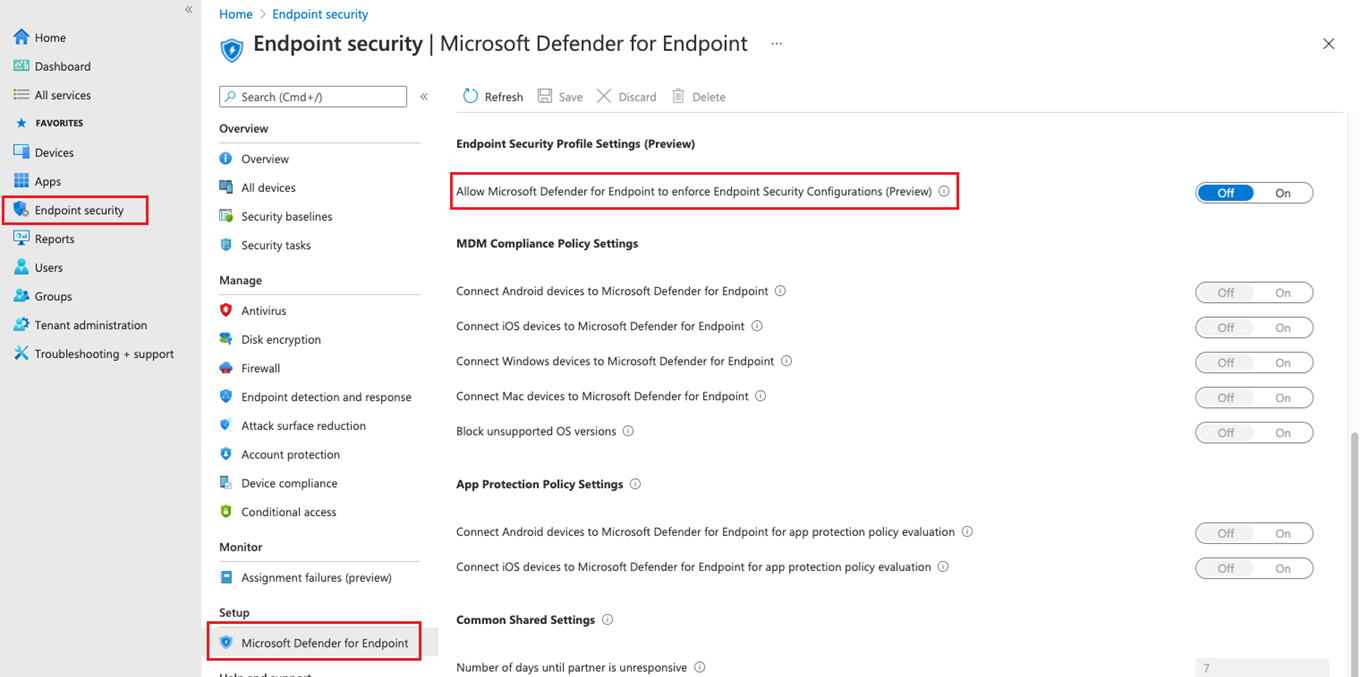 «
Home
Dashboard
All services
FAVORITES
Devices
Apps
Endpoint security
Reports
Users
Groups
Tenant administration
Troubleshooting + support
Home > Endpoint security
Endpoint security | Microsoft Defender for Endpoint ...
Search (Cmd+/) «
Overview
Overview
All devices
Security baselines
Security tasks
Manage
Antivirus
Disk encryption
Firewall
Endpoint detection and response
Attack surface reduction
Account protection
Device compliance
Conditional access
Monitor
Assignment failures (preview)
Setup
Microsoft Defender for Endpoint
Help and support
Refresh Save Discard Delete
Endpoint Security Profile Settings (Preview)
Allow Microsoft Defender for Endpoint to enforce Endpoint Security Configurations (Preview) Off On
MDM Compliance Policy Settings
Connect Android devices to Microsoft Defender for Endpoint Off On
Connect iOS devices to Microsoft Defender for Endpoint Off On
Connect Windows devices to Microsoft Defender for Endpoint Off On
Connect Mac devices to Microsoft Defender for Endpoint Off On
Block unsupported OS versions Off On
App Protection Policy Settings
Connect Android devices to Microsoft Defender for Endpoint for app protection policy evaluation Off On
Connect iOS devices to Microsoft Defender for Endpoint for app protection policy evaluation Off On
Common Shared Settings
Number of days until partner is unresponsive 7